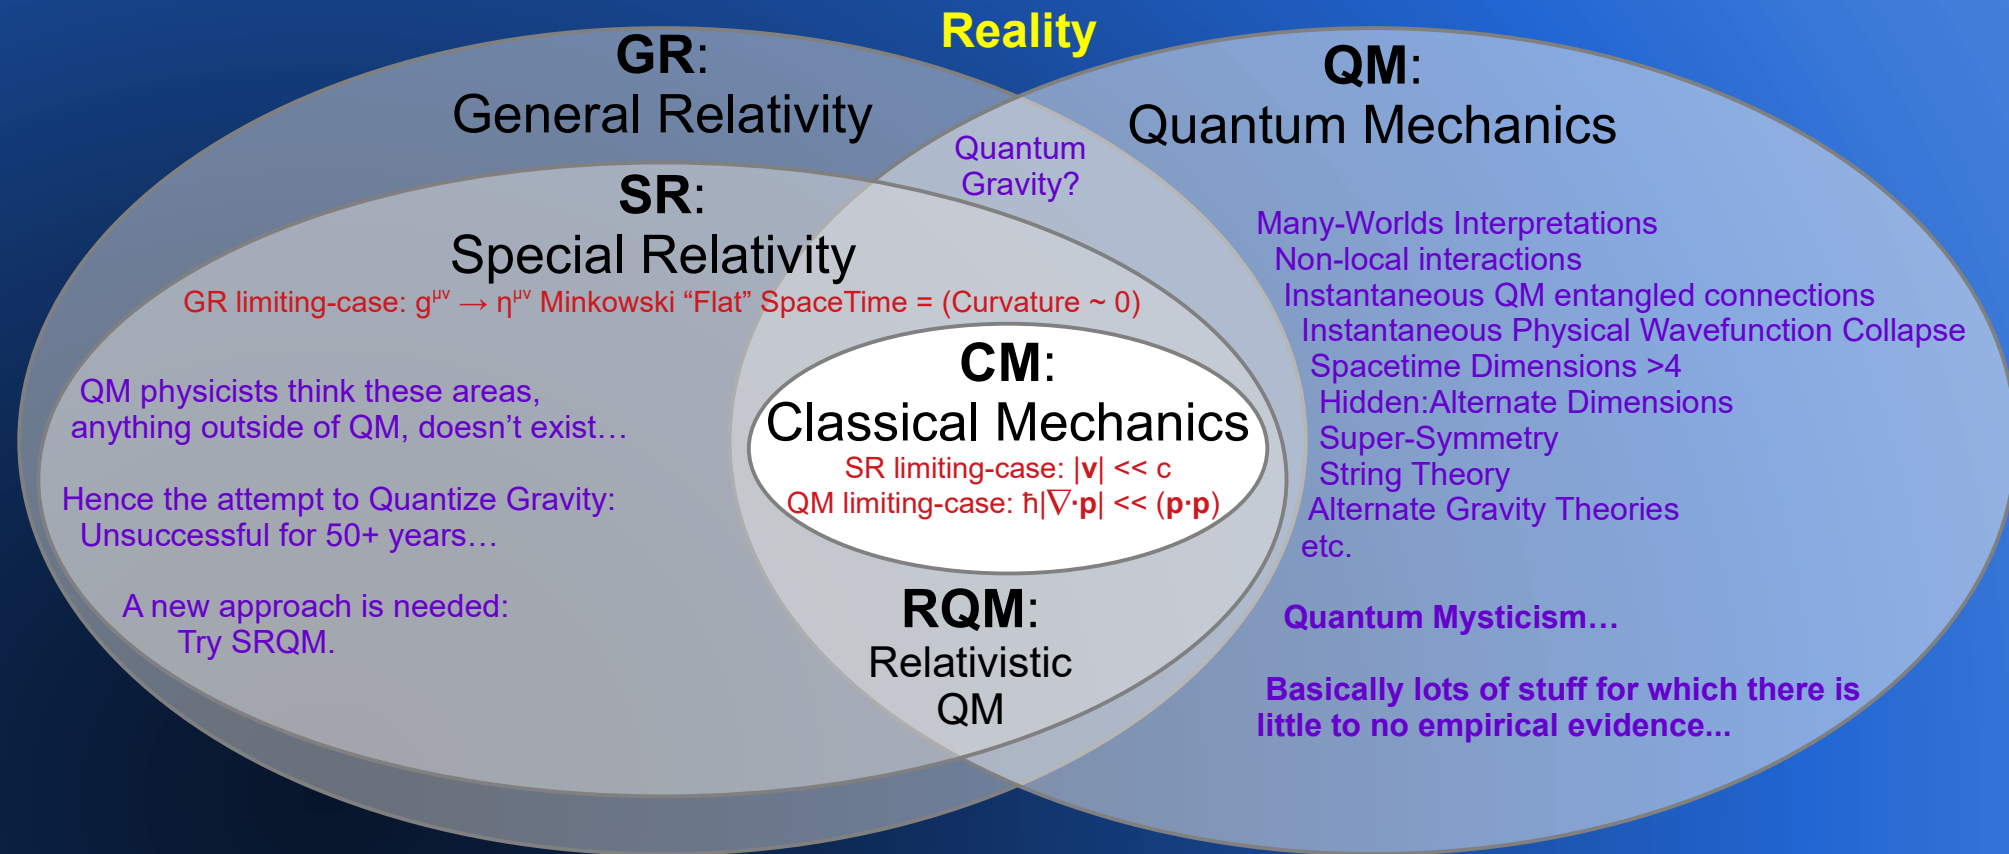 Reality
GR:
General Relativity
QM:
Quantum Mechanics
Quantum
Gravity?
SR:
Special Relativity
GR limiting-case: g^μν → η^μν Minkowski “Flat” SpaceTime = (Curvature ~ 0)
QM physicists think these areas,
anything outside of QM, doesn’t exist…
Hence the attempt to Quantize Gravity:
Unsuccessful for 50+ years…
A new approach is needed:
Try SRQM.
CM:
Classical Mechanics
SR limiting-case: |v| << c
QM limiting-case: ħ|∇·p| << (p·p)
RQM:
Relativistic
QM
Many-Worlds Interpretations
Non-local interactions
Instantaneous QM entangled connections
Instantaneous Physical Wavefunction Collapse
Spacetime Dimensions >4
Hidden:Alternate Dimensions
Super-Symmetry
String Theory
Alternate Gravity Theories
etc.
Quantum Mysticism…
Basically lots of stuff for which there is
little to no empirical evidence...